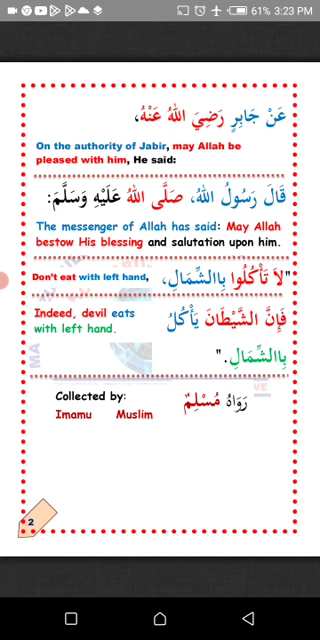 61% 3:23 PM
عَنْ جَابِرٍ رَضِيَ اللهُ عَنْهُ،
On the authority of Jabir, may Allah be
pleased with him, He said:
قَالَ رَسُولُ اللهُ، صَلَّى اللهُ عَلَيْهِ وَسَلَّمَ:
The messenger of Allah has said: May Allah
bestow His blessing and salutation upon him.
"لَا تَأْكُلُوا بِاالشِّمَالِ،
Don't eat with left hand,
فَإِنَّ الشَّيْطَانَ يَأْكُلُ
Indeed, devil eats
with left hand.
بِاالشِّمَالِ."
Collected by: رَوَاهُ مُسْلِمٌ
Imamu Muslim
2